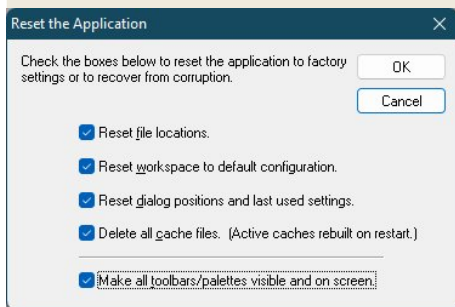 Reset the Application
Check the boxes below to reset the application to factory
settings or to recover from corruption.
OK
Cancel
Reset file locations.
Reset workspace to default configuration.
Reset dialog positions and last used settings.
Delete all cache files. (Active caches rebuilt on restart.)
Make all toolbars/palettes visible and on screen.